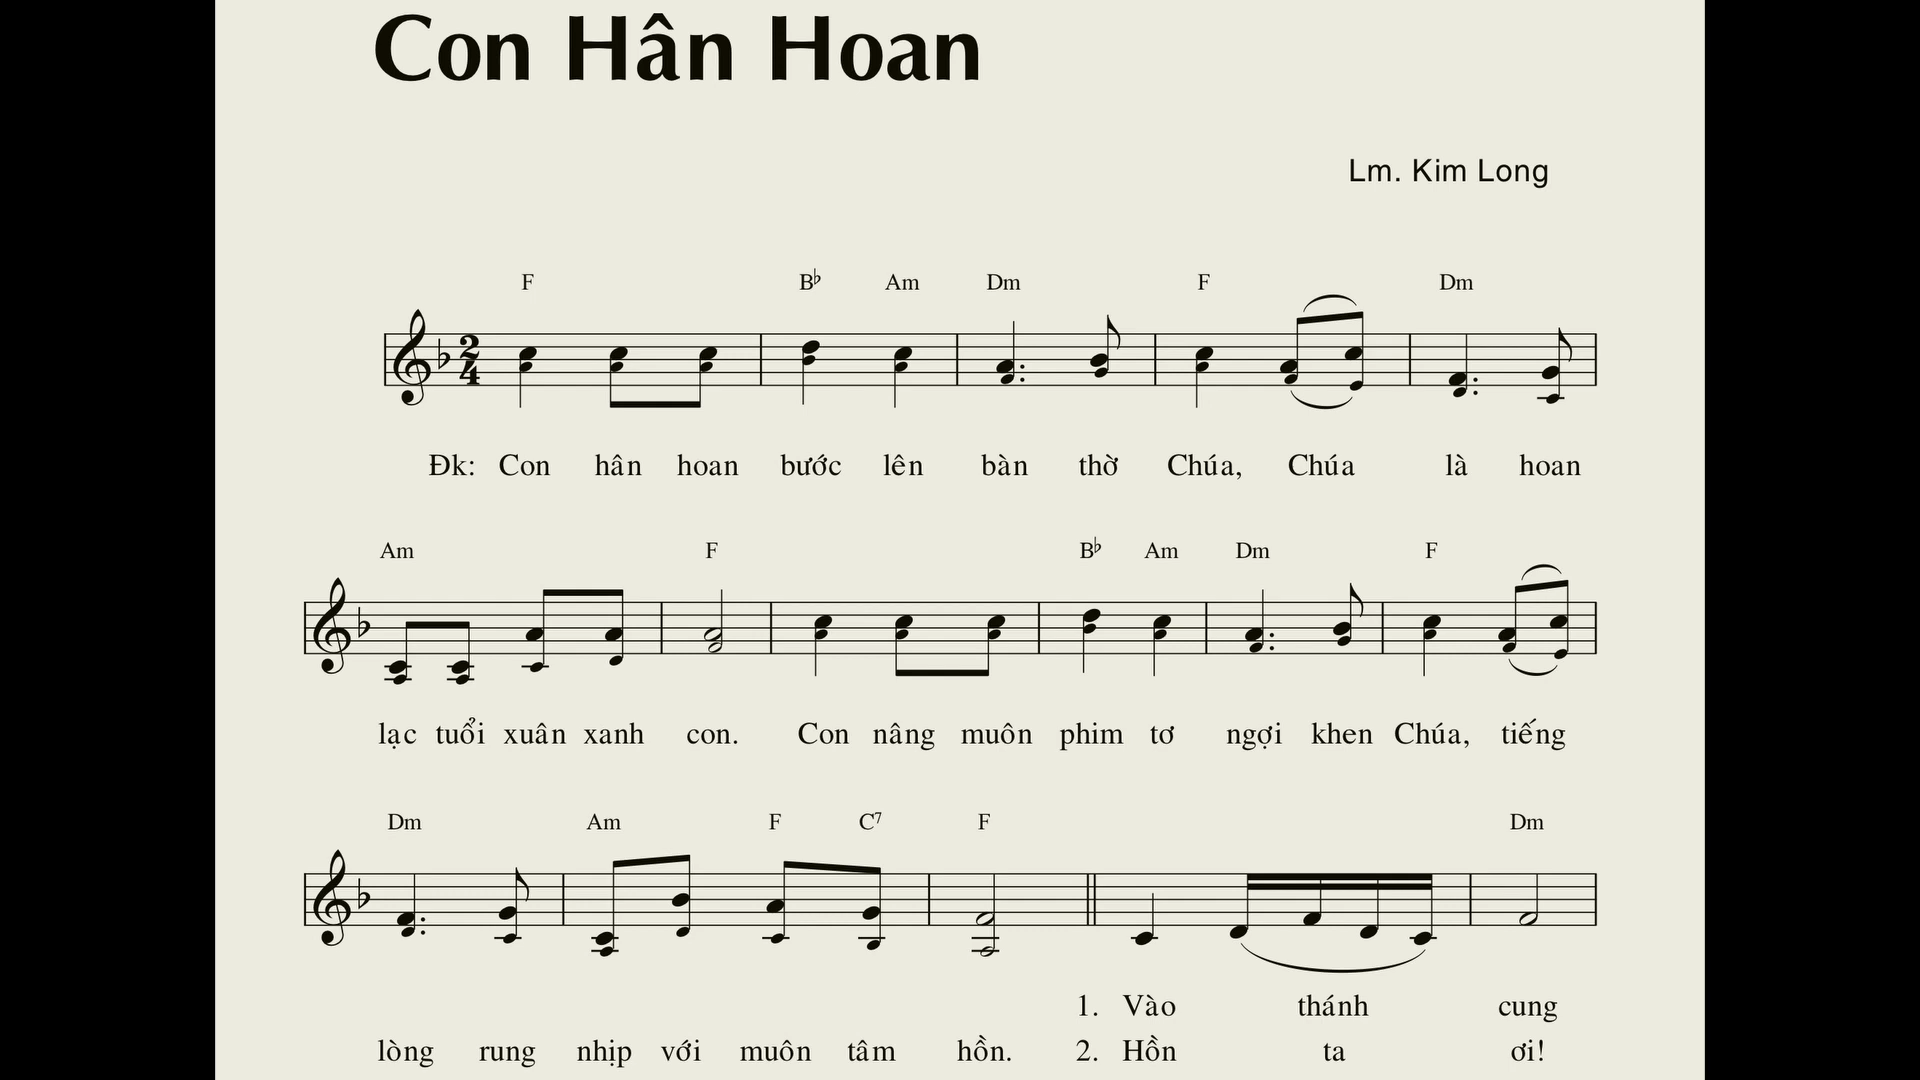 Con Hân Hoan
Lm. Kim Long
F B♭ Am Dm F Dm
2
4
Đk: Con hân hoan bước lên bàn thờ Chúa, Chúa là hoan
Am F B♭ Am Dm F
lạc tuổi xuân xanh con. Con nâng muôn phim tơ ngợi khen Chúa, tiếng
Dm Am F C7 F Dm
1. Vào thánh cung
lòng rung nhịp với muôn tâm hồn. 2. Hồn ta ơi!